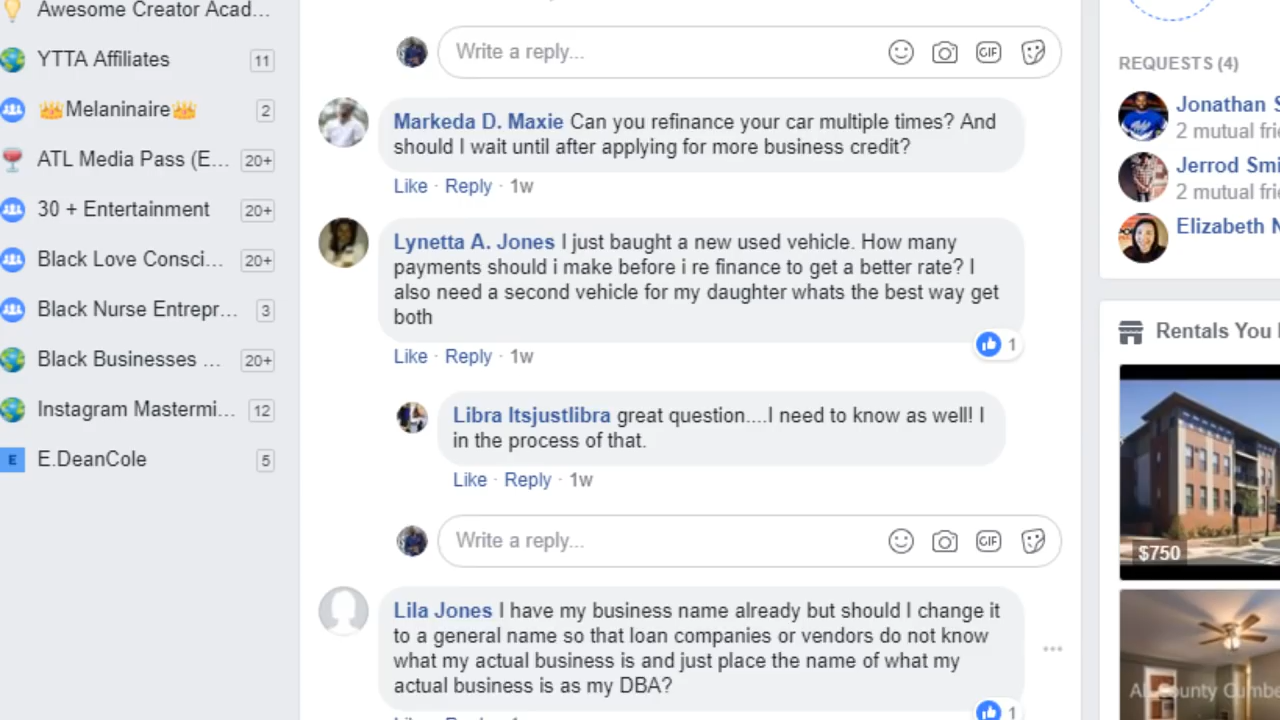 Awesome Creator Acad...
YTTA Affiliates 11
👑Melaninaire👑 2
ATL Media Pass (E... 20+
30 + Entertainment 20+
Black Love Consci... 20+
Black Nurse Entrepr... 3
Black Businesses ... 20+
Instagram Mastermi... 12
E E.DeanCole 5
Write a reply... GIF
Markeda D. Maxie Can you refinance your car multiple times? And
should I wait until after applying for more business credit?
Like · Reply · 1w
Lynetta A. Jones I just baught a new used vehicle. How many
payments should i make before i re finance to get a better rate? I
also need a second vehicle for my daughter whats the best way get
both
1
Like · Reply · 1w
Libra Itsjustlibra great question....I need to know as well! I
in the process of that.
Like · Reply · 1w
Write a reply... GIF
Lila Jones I have my business name already but should I change it
to a general name so that loan companies or vendors do not know
what my actual business is and just place the name of what my
actual business is as my DBA?
1
REQUESTS (4)
Jonathan S
2 mutual frie
Jerrod Smi
2 mutual frie
Elizabeth N
Rentals You
$750
County